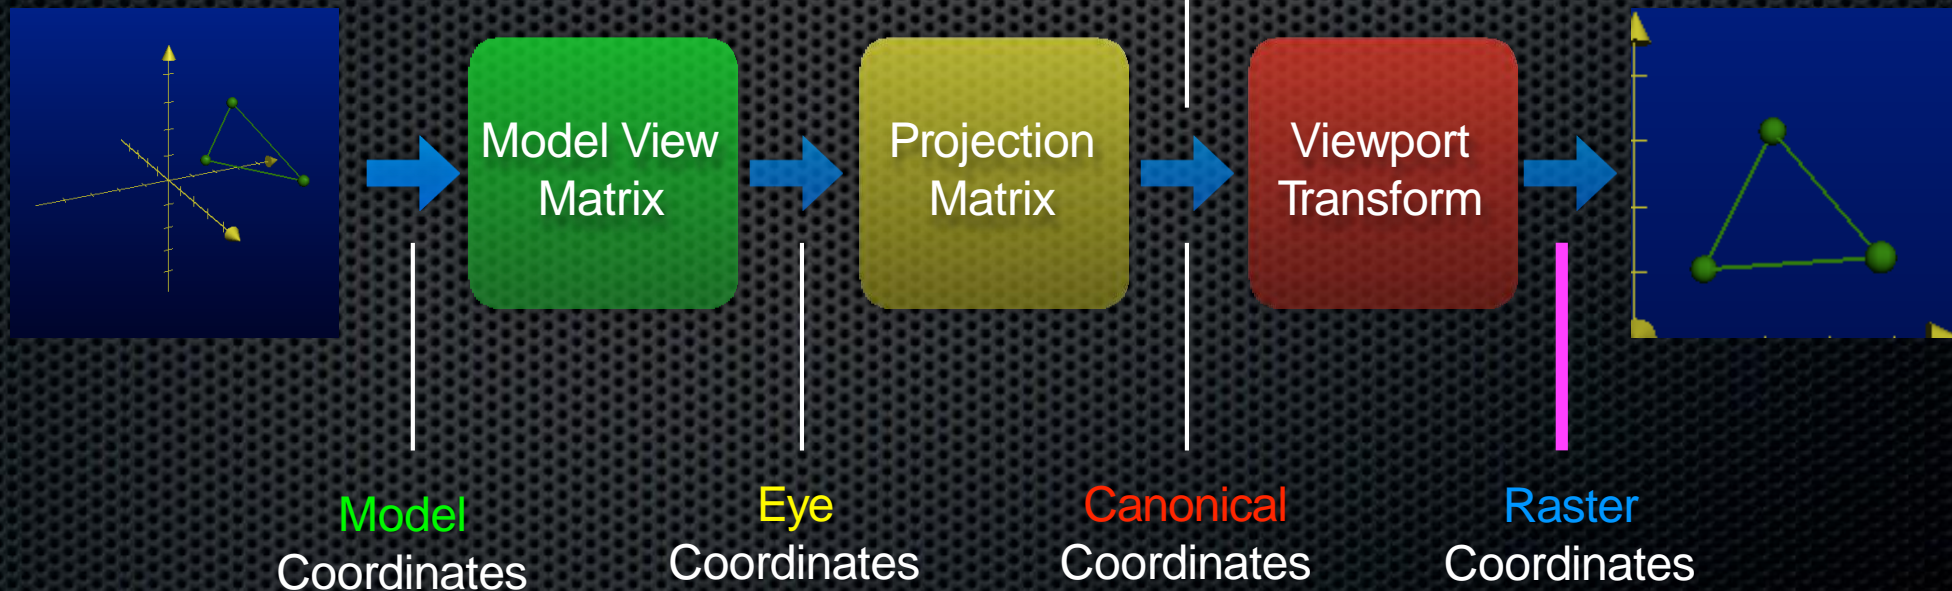 Model View
Matrix
Projection
Matrix
Viewport
Transform
Model
Coordinates
Eye
Coordinates
Canonical
Coordinates
Raster
Coordinates